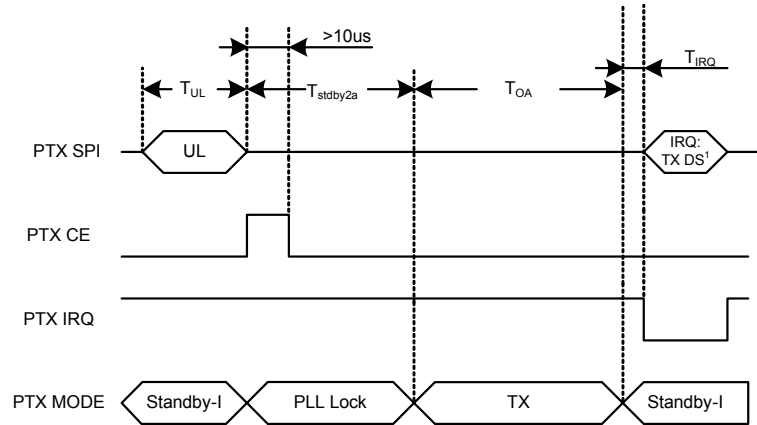 >10us
TUL
Tstdby2a
TOA
TIRQ
PTX SPI
UL
IRQ:
TX DS1
PTX CE
PTX IRQ
PTX MODE
Standby-I
PLL Lock
TX
Standby-I